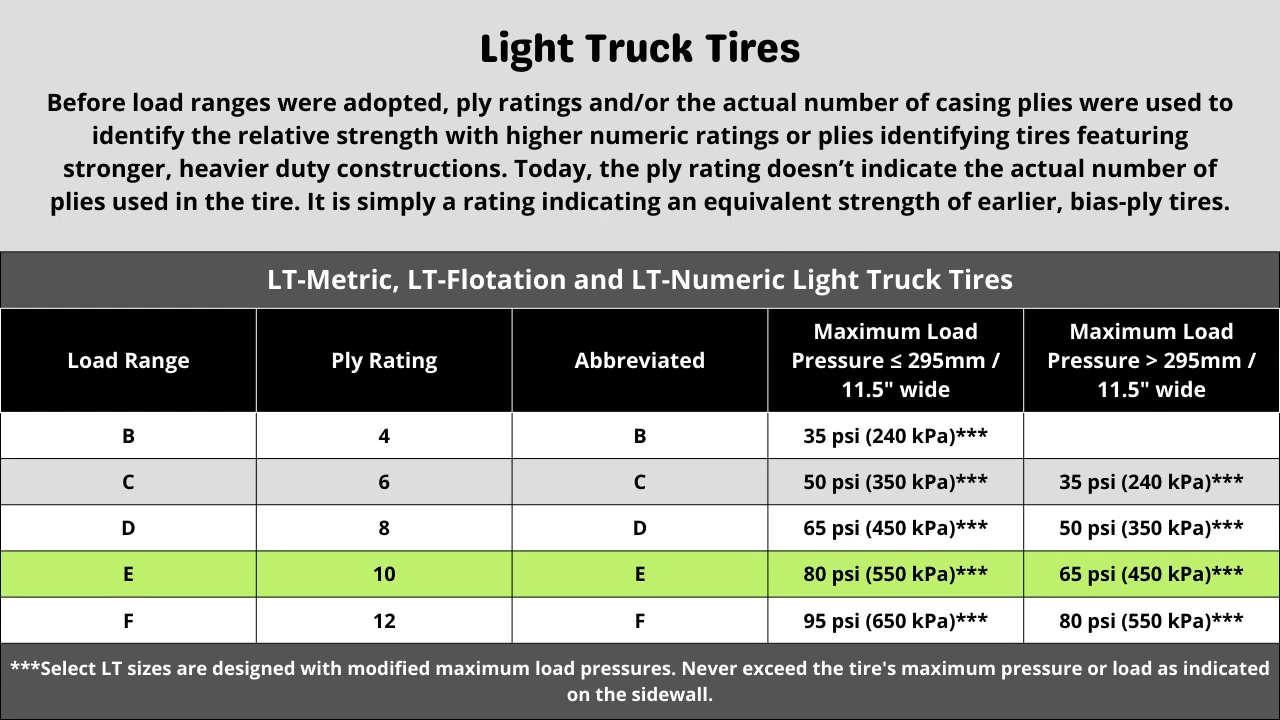 Light Truck Tires
Before load ranges were adopted, ply ratings and/or the actual number of casing plies were used to
identify the relative strength with higher numeric ratings or plies identifying tires featuring
stronger, heavier duty constructions. Today, the ply rating doesn’t indicate the actual number of
plies used in the tire. It is simply a rating indicating an equivalent strength of earlier, bias-ply tires.
LT-Metric, LT-Flotation and LT-Numeric Light Truck Tires
Load Range
Ply Rating
Abbreviated
Maximum Load
Pressure ≤ 295mm /
11.5" wide
Maximum Load
Pressure > 295mm /
11.5" wide
B 4 B 35 psi (240 kPa)***
C 6 C 50 psi (350 kPa)*** 35 psi (240 kPa)***
D 8 D 65 psi (450 kPa)*** 50 psi (350 kPa)***
E 10 E 80 psi (550 kPa)*** 65 psi (450 kPa)***
F 12 F 95 psi (650 kPa)*** 80 psi (550 kPa)***
***Select LT sizes are designed with modified maximum load pressures. Never exceed the tire's maximum pressure or load as indicated
on the sidewall.